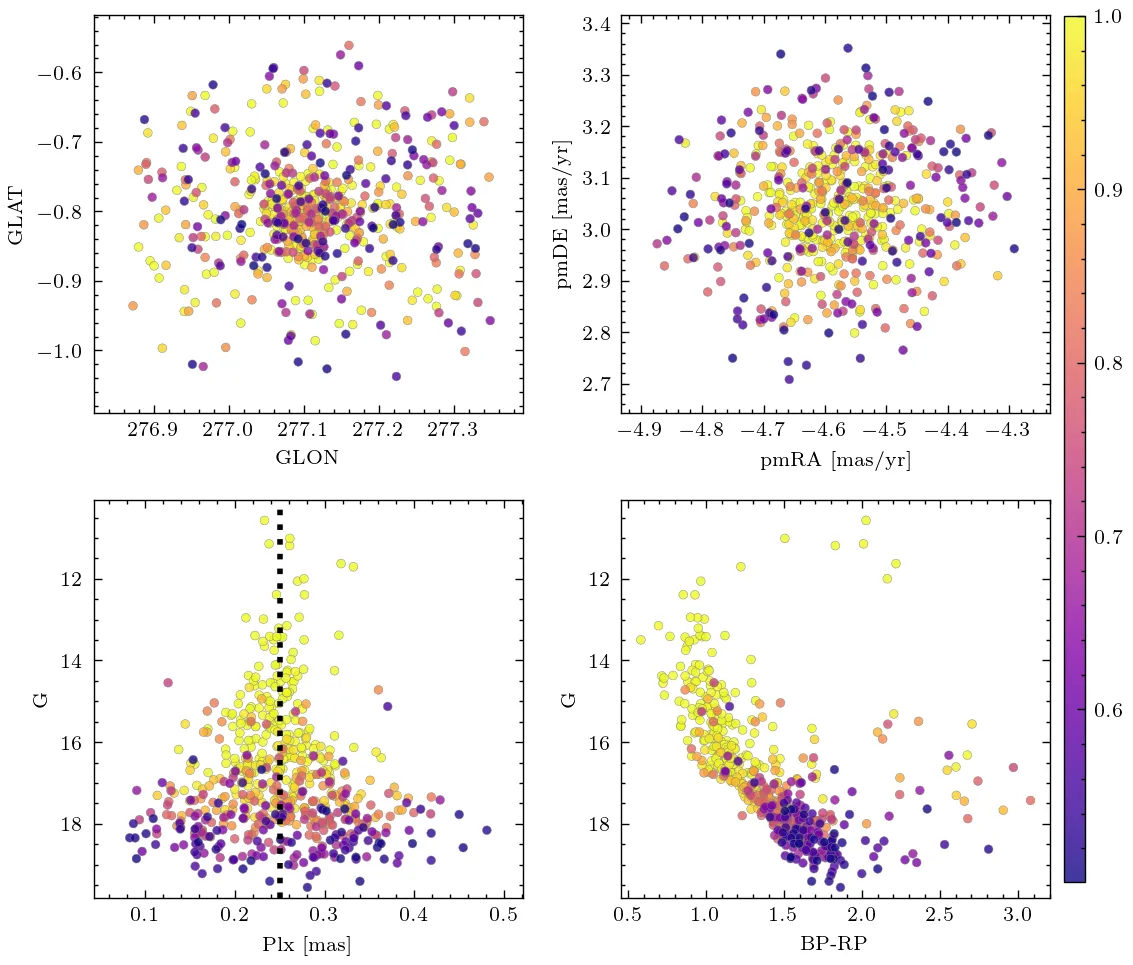 −0.6
−0.7
−0.8
−0.9
−1.0
GLAT
276.9 277.0 277.1 277.2 277.3
GLON
3.4
3.3
3.2
3.1
3.0
2.9
2.8
2.7
pmDE [mas/yr]
−4.9 −4.8 −4.7 −4.6 −4.5 −4.4 −4.3
pmRA [mas/yr]
12
14
16
18
G
0.1 0.2 0.3 0.4 0.5
Plx [mas]
12
14
16
18
G
0.5 1.0 1.5 2.0 2.5 3.0
BP-RP
1.0
0.9
0.8
0.7
0.6